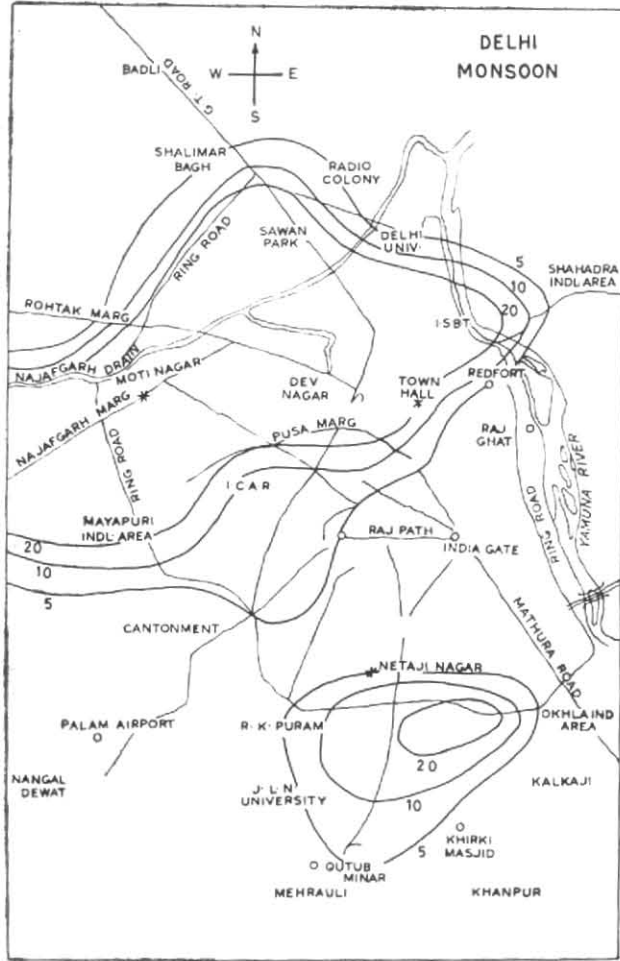 DELHI
MONSOON
N
W E
S
BADLI
G.T. ROAD
SHALIMAR
BAGH
RADIO
COLONY
RING ROAD
SAWAN
PARK
DELHI
UNIV.
5
10
20
SHAHADRA
INDL.AREA
ROHTAK MARG
ISBT
NAJAFGARH DRAIN
MOTI NAGAR
DEV
NAGAR
TOWN
HALL
REDFORT
NAJAFGARH MARG
PUSA MARG
RAJ
GHAT
RING ROAD
ICAR
RING ROAD
YAMUNA RIVER
MAYAPURI
INDL.AREA
20
10
5
RAJ PATH
INDIA GATE
CANTONMENT
MATHURA ROAD
NETAJI NAGAR
PALAM AIRPORT
R.K.PURAM
OKHLA IND
AREA
20
NANGAL
DEWAT
J.L.N.
UNIVERSITY
10
KALKAJI
5
KHIRKI
MASJID
QUTUB
MINAR
MEHRAULI
KHANPUR